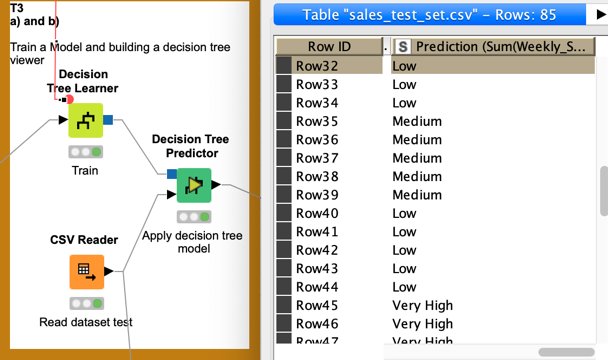 T3
a) and b)
Train a Model and building a decision tree
viewer
Decision
Tree Learner
Train
Decision Tree
Predictor
Apply decision tree
model
CSV Reader
Read dataset test
Table "sales_test_set.csv" – Rows: 85
Row ID S Prediction (Sum(Weekly_S...
Row32 Low
Row33 Low
Row34 Low
Row35 Medium
Row36 Medium
Row37 Medium
Row38 Medium
Row39 Medium
Row40 Low
Row41 Low
Row42 Low
Row43 Low
Row44 Low
Row45 Very High
Row46 Very High
Row47 Very High